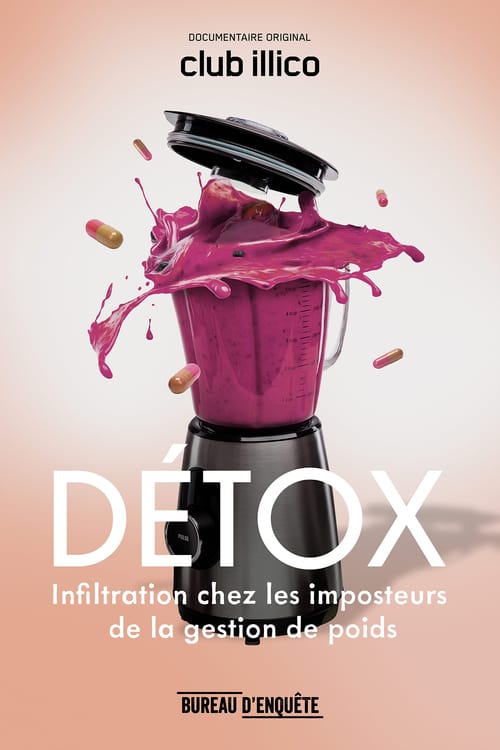 DOCUMENTAIRE ORIGINAL
club illico
DÉTOX
Infiltration chez les imposteurs
de la gestion de poids
BUREAU D'ENQUÊTE